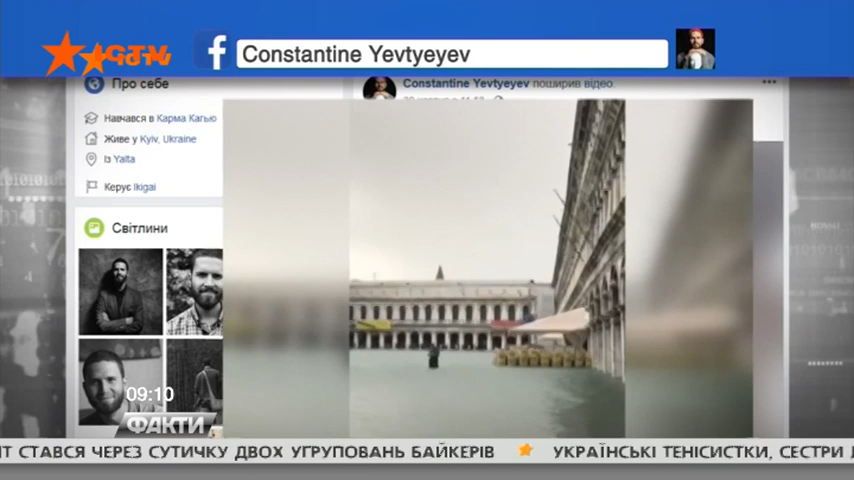 ICTV
Constantine Yevtyeyev
Про себе
Constantine Yevtyeyev поширив відео.
Навчався в Карма Кагью
Живе у Kyiv, Ukraine
Із Yalta
Керує Ikigai
Світлини
09:10
ФАКТИ
ІТ СТАВСЯ ЧЕРЕЗ СУТИЧКУ ДВОХ УГРУПОВАНЬ БАЙКЕРІВ
УКРАЇНСЬКІ ТЕНІСИСТКИ, СЕСТРИ